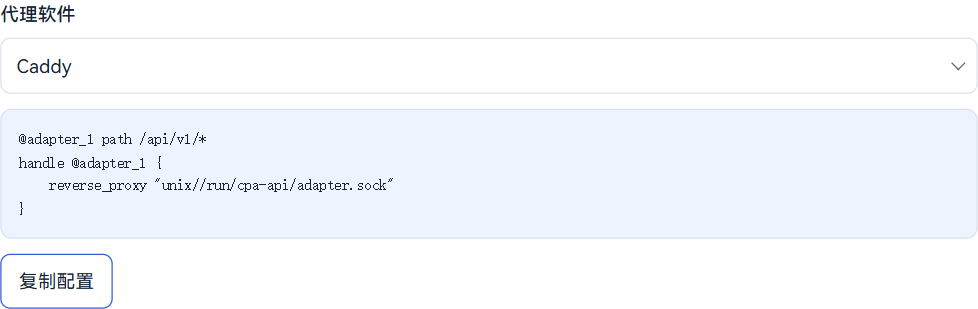 代理软件
Caddy
@adapter_1 path /api/v1/*
handle @adapter_1 {
    reverse_proxy "unix//run/cpa-api/adapter.sock"
}
复制配置